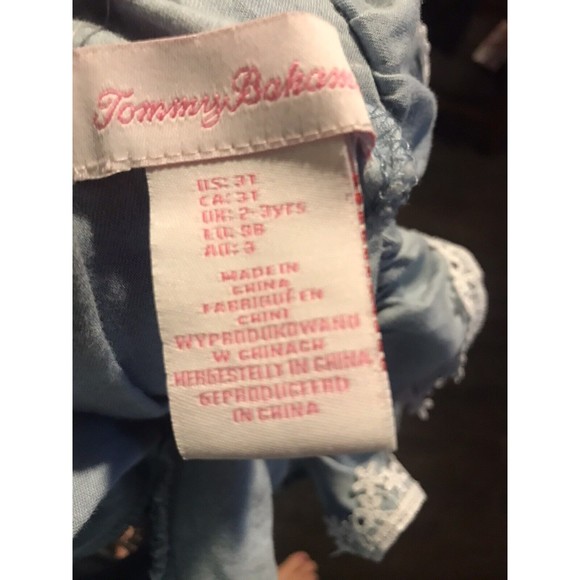 Tommy Bahama
US: 3T
CA: 3T
UK: 2-3yrs
EU: 98
AU: 3
MADE IN
CHINA
FABRIQUÉ EN
CHINE
WYPRODUKOWANO
W CHINACH
HERGESTELLT IN CHINA
GEPRODUCEERD
IN CHINA